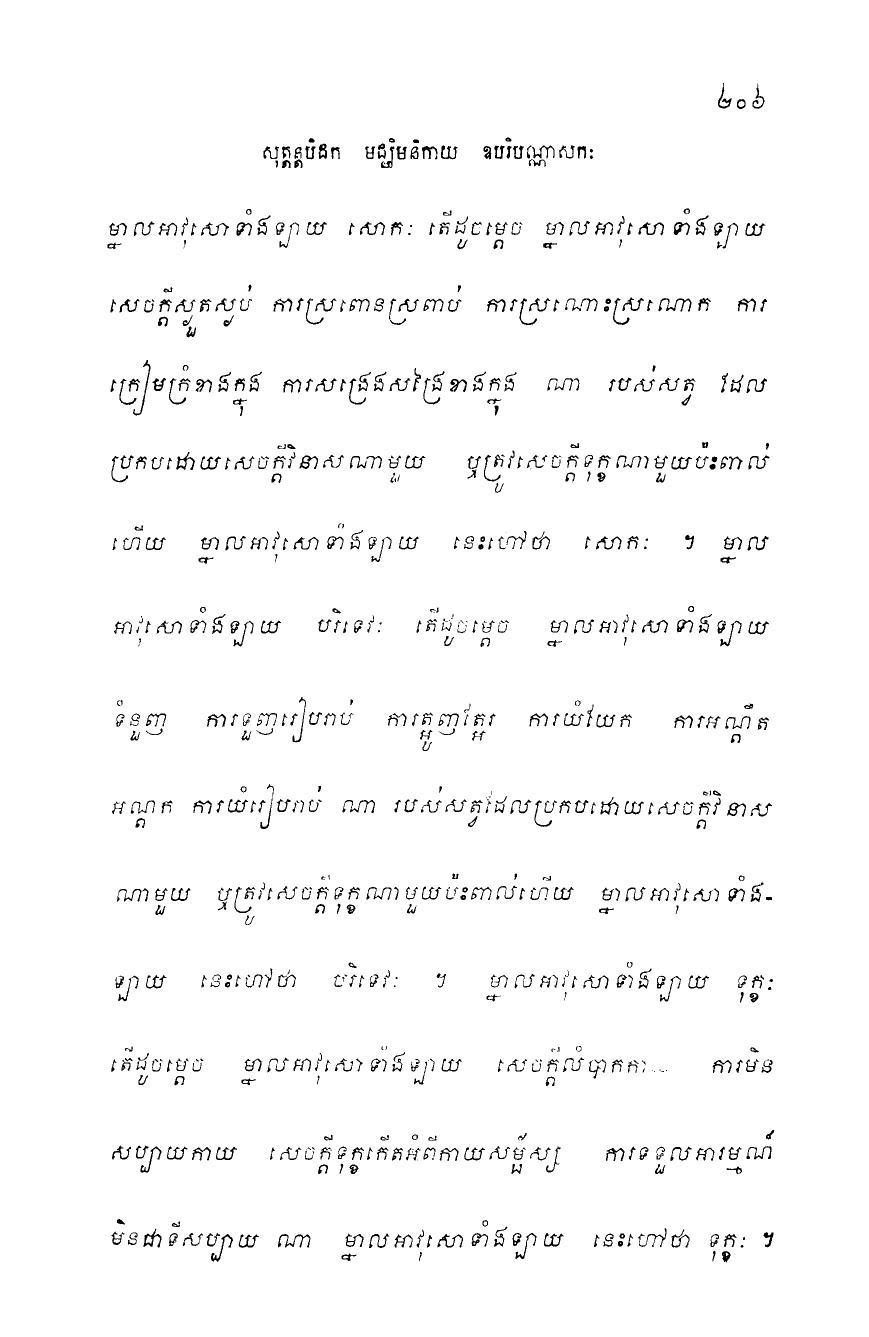 ២០៦
សុត្តន្តបិដក មជ្ឈិមនិកាយ ឧបរិបណ្ណាសកៈ
ម្នាលអាវុសោទាំងឡាយ សោកៈ តើដូចម្តេច ម្នាលអាវុសោទាំងឡាយ
សេចក្តីស្ងួតស្ងប់ ការស្រពោនស្រពាប់ ការស្រណោះស្រណោក ការ
ក្រៀមក្រំខាងក្នុង ការសង្រេងសង្រៃខាងក្នុង ណា របស់សត្វ ដែល
ប្រកបដោយសេចក្តីវិនាសណាមួយ ឬត្រូវសេចក្តីទុក្ខណាមួយប៉ះពាល់
ហើយ ម្នាលអាវុសោទាំងឡាយ នេះហៅថា សោកៈ ។ ម្នាល
អាវុសោទាំងឡាយ បរិទេវៈ តើដូចម្តេច ម្នាលអាវុសោទាំងឡាយ
ទំនួញ ការទួញរៀបរាប់ ការត្អូញត្អែរ ការយំយែក ការអណ្តឺត
អណ្តក ការយំរៀបរាប់ ណា របស់សត្វដែលប្រកបដោយសេចក្តីវិនាស
ណាមួយ ឬត្រូវសេចក្តីទុក្ខណាមួយប៉ះពាល់ហើយ ម្នាលអាវុសោទាំង-
ឡាយ នេះហៅថា បរិទេវៈ ។ ម្នាលអាវុសោទាំងឡាយ ទុក្ខៈ
តើដូចម្តេច ម្នាលអាវុសោទាំងឡាយ សេចក្តីលំបាក ការមិន
សប្បាយកាយ សេចក្តីទុក្ខកើតអំពីកាយសម្ផ័ស្ស ការទទួលអារម្មណ៍
មិនជាទីសប្បាយ ណា ម្នាលអាវុសោទាំងឡាយ នេះហៅថា ទុក្ខៈ ។